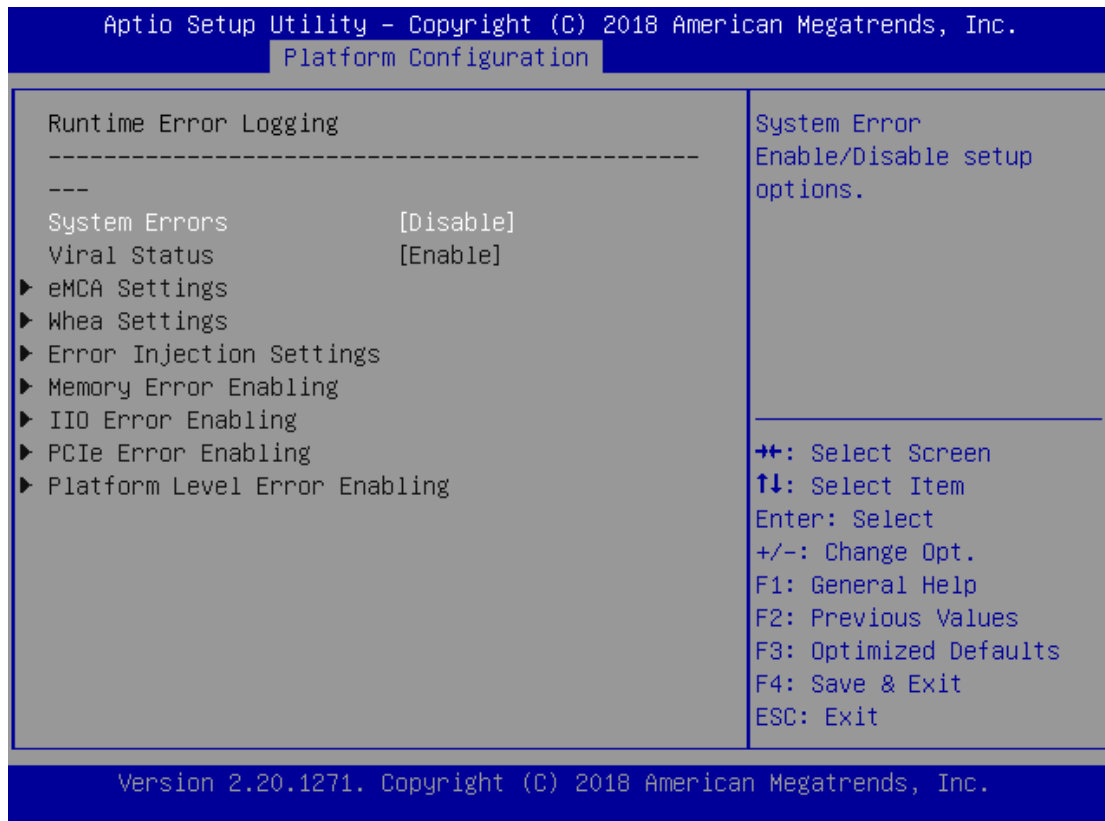 Aptio Setup Utility – Copyright (C) 2018 American Megatrends, Inc.
Platform Configuration
Runtime Error Logging
-----------------------------------------------
---
System Errors [Disable]
Viral Status [Enable]
▶ eMCA Settings
▶ Whea Settings
▶ Error Injection Settings
▶ Memory Error Enabling
▶ IIO Error Enabling
▶ PCIe Error Enabling
▶ Platform Level Error Enabling
System Error
Enable/Disable setup
options.
→←: Select Screen
↑↓: Select Item
Enter: Select
+/-: Change Opt.
F1: General Help
F2: Previous Values
F3: Optimized Defaults
F4: Save & Exit
ESC: Exit
Version 2.20.1271. Copyright (C) 2018 American Megatrends, Inc.